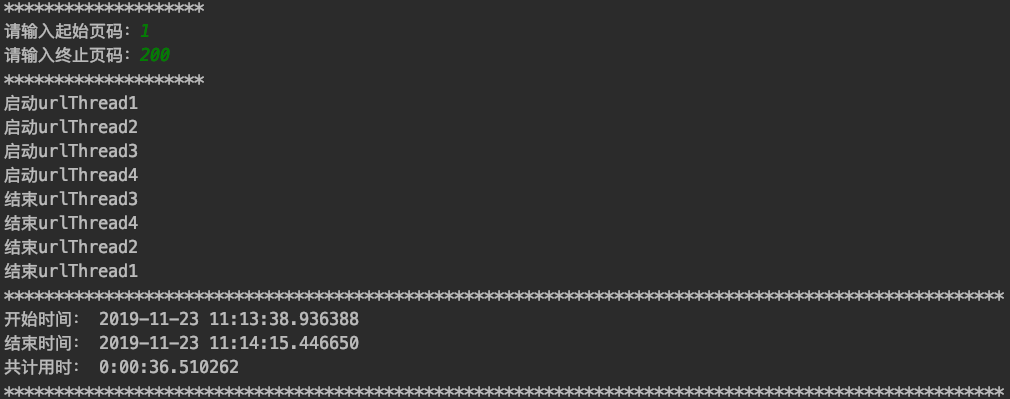 ********************
请输入起始页码：1
请输入终止页码：200
********************
启动urlThread1
启动urlThread2
启动urlThread3
启动urlThread4
结束urlThread3
结束urlThread4
结束urlThread2
结束urlThread1
****************************************************************************************************
开始时间： 2019-11-23 11:13:38.936388
结束时间： 2019-11-23 11:14:15.446650
共计用时： 0:00:36.510262
****************************************************************************************************